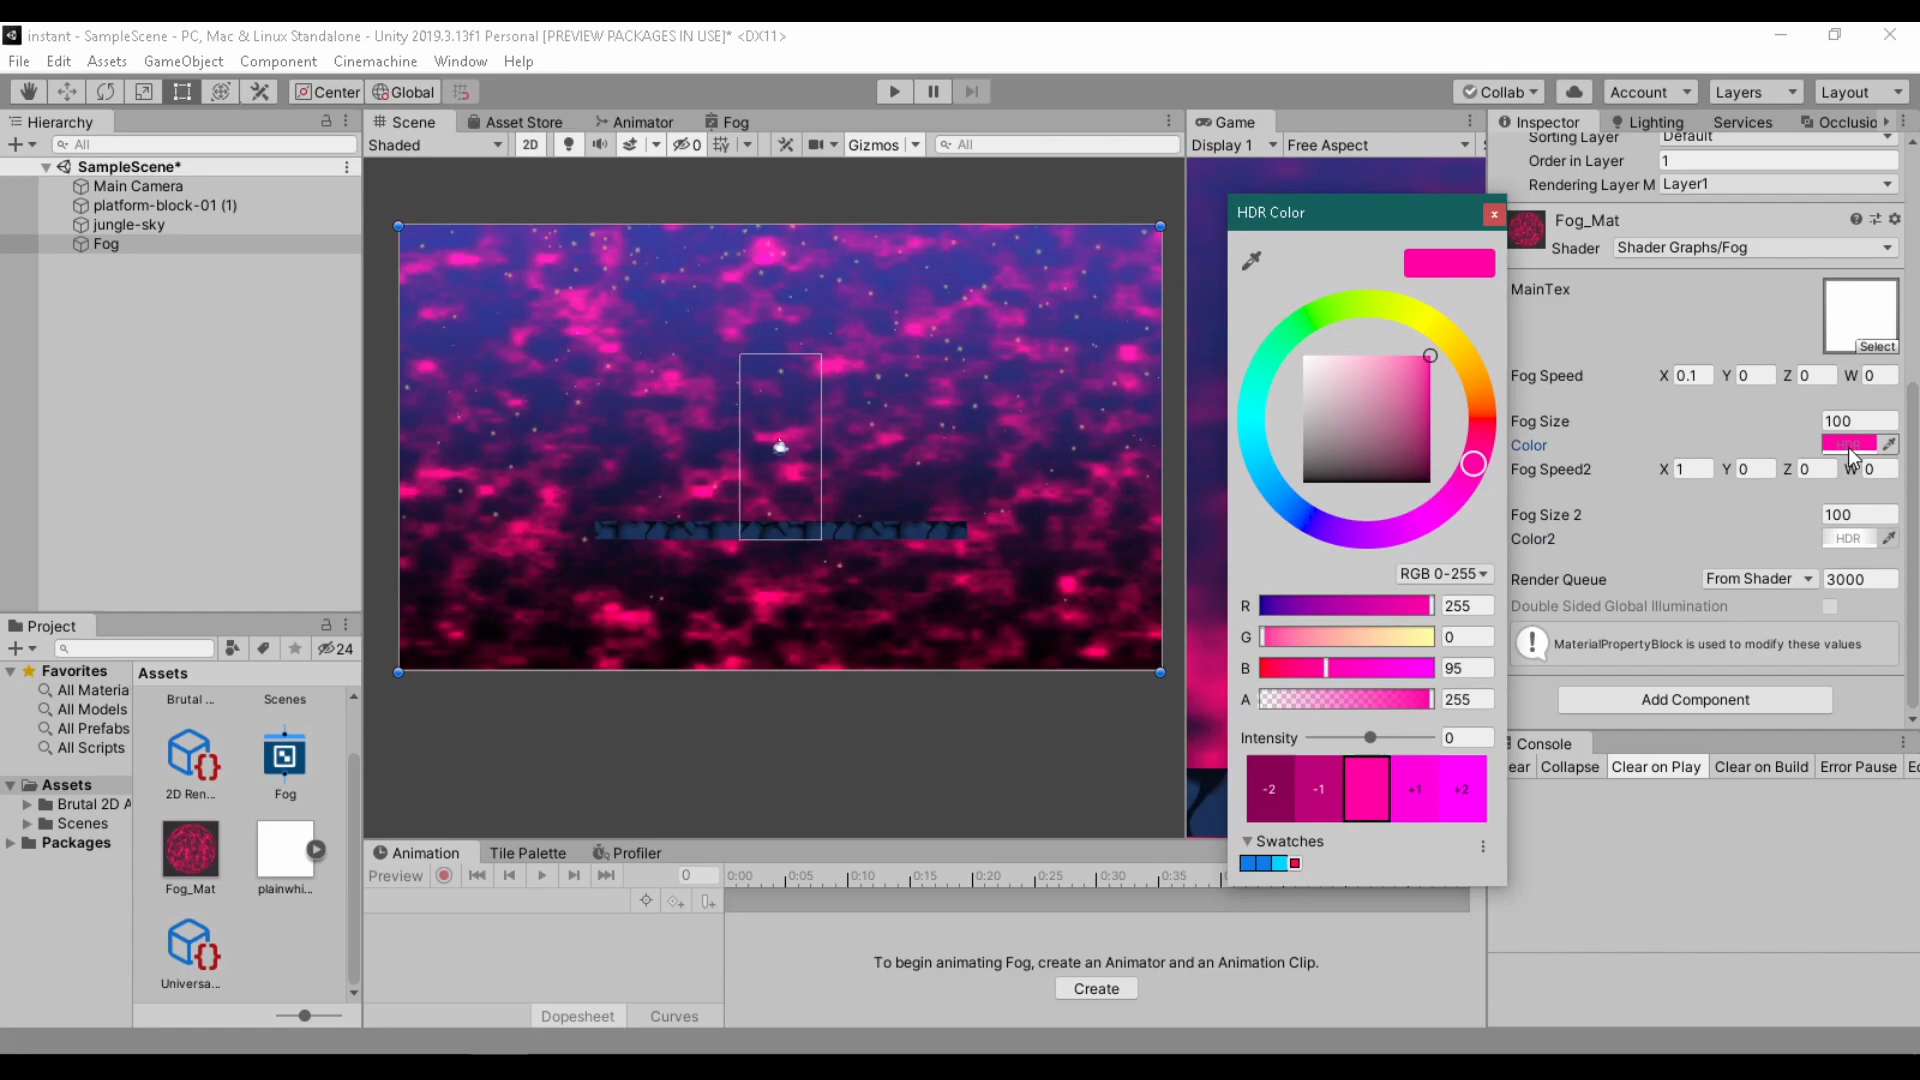 instant - SampleScene - PC, Mac & Linux Standalone - Unity 2019.3.13f1 Personal [PREVIEW PACKAGES IN USE]* <DX11>
File Edit Assets GameObject Component Cinemachine Window Help
Center Global Collab Account Layers Layout
Hierarchy
All
SampleScene*
Main Camera
platform-block-01 (1)
jungle-sky
Fog
Scene Asset Store Animator Fog
Shaded 2D 0 Gizmos All
Game
Display 1 Free Aspect
Inspector Lighting Services Occlusio
Sorting Layer Default
Order in Layer 1
Rendering Layer M Layer1
Fog_Mat
Shader Shader Graphs/Fog
MainTex
Select
Fog Speed X 0.1 Y 0 Z 0 W 0
Fog Size 100
Color HDR
Fog Speed2 X 1 Y 0 Z 0 W 0
Fog Size 2 100
Color2 HDR
Render Queue From Shader 3000
Double Sided Global Illumination
MaterialPropertyBlock is used to modify these values
Add Component
HDR Color
x
RGB 0-255
R 255
G 0
B 95
A 255
Intensity 0
-2 -1 +1 +2
Swatches
Console
ear Collapse Clear on Play Clear on Build Error Pause
Project
24
Favorites
All Materia
All Models
All Prefabs
All Scripts
Assets
Brutal 2D A
Scenes
Packages
Assets
Brutal ... Scenes
2D Ren... Fog
Fog_Mat plainwhi...
Universa...
Animation Tile Palette Profiler
Preview 0 0:00 0:05 0:10 0:15 0:20 0:25 0:30 0:35
To begin animating Fog, create an Animator and an Animation Clip.
Create
Dopesheet Curves